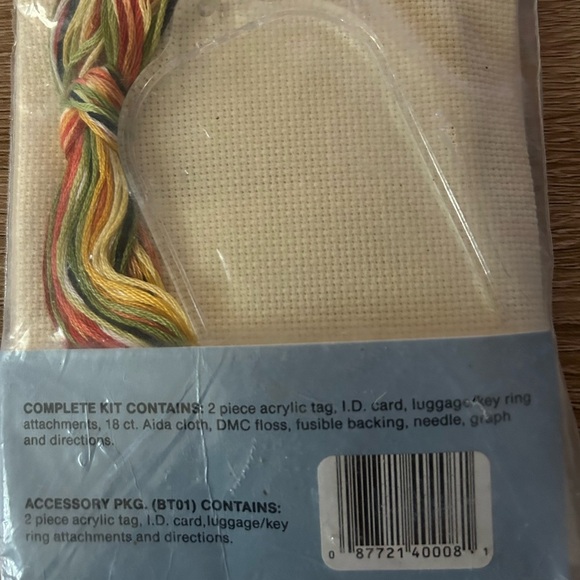 COMPLETE KIT CONTAINS: 2 piece acrylic tag, I.D. card, luggage/key ring
attachments, 18 ct. Aida cloth, DMC floss, fusible backing, needle, graph
and directions.
ACCESSORY PKG. (BT01) CONTAINS:
2 piece acrylic tag, I.D. card,luggage/key
ring attachments and directions.
0 87721 40008 1